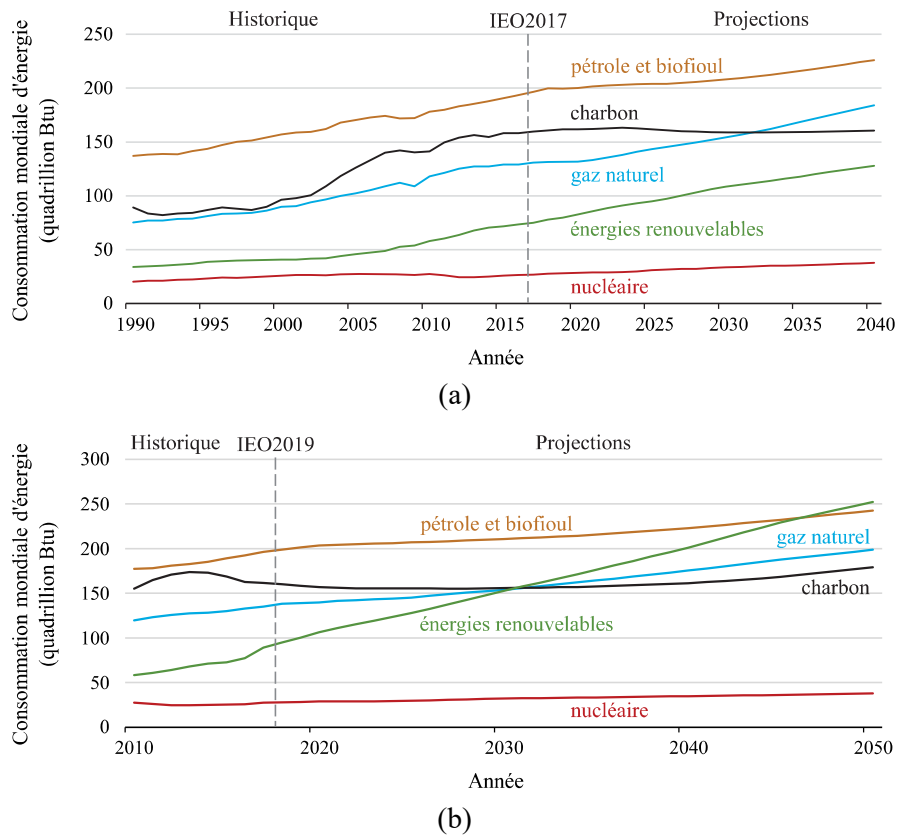 Historique IEO2017 Projections
Consommation mondiale d'énergie
(quadrillion Btu)
250
200
150
100
50
0
pétrole et biofioul
charbon
gaz naturel
énergies renouvelables
nucléaire
1990 1995 2000 2005 2010 2015 2020 2025 2030 2035 2040
Année
(a)
Historique IEO2019 Projections
Consommation mondiale d'énergie
(quadrillion Btu)
300
250
200
150
100
50
0
pétrole et biofioul
gaz naturel
charbon
énergies renouvelables
nucléaire
2010 2020 2030 2040 2050
Année
(b)